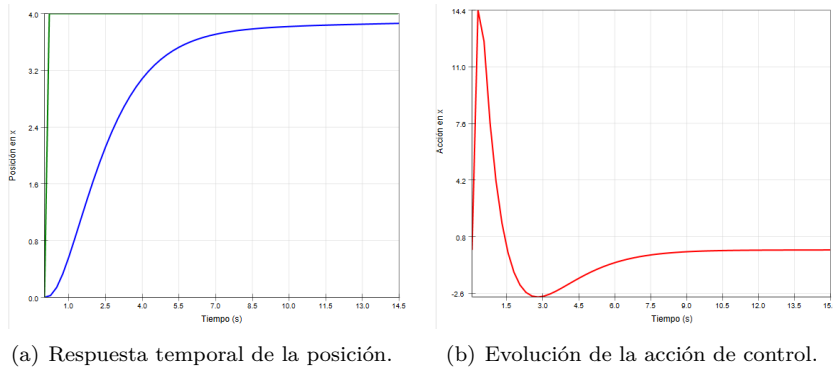 4.0
3.2
2.4
1.6
0.8
0.0
Posición en x
1.0 2.5 4.0 5.5 7.0 8.5 10.0 11.5 13.0 14.5
Tiempo (s)
14.4
11.0
7.6
4.2
0.8
-2.6
Acción en x
1.5 3.0 4.5 6.0 7.5 9.0 10.5 12.0 13.5 15.0
Tiempo (s)
(a) Respuesta temporal de la posición.
(b) Evolución de la acción de control.